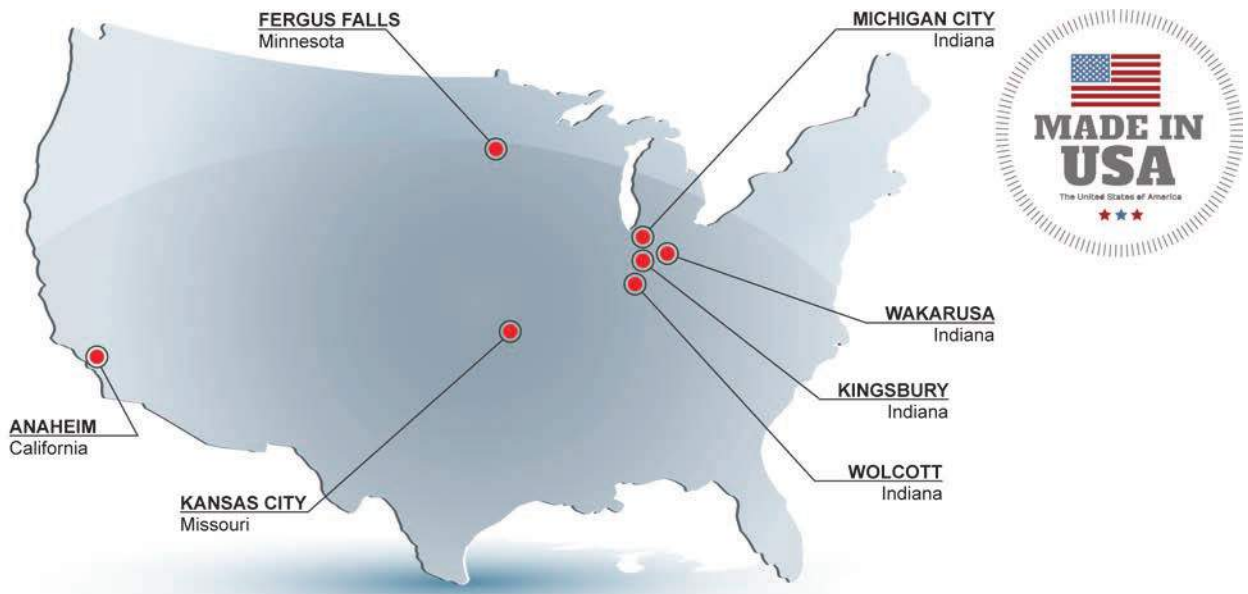 FERGUS FALLS
Minnesota
MICHIGAN CITY
Indiana
MADE IN
USA
The United States of America
WAKARUSA
Indiana
KINGSBURY
Indiana
ANAHEIM
California
WOLCOTT
Indiana
KANSAS CITY
Missouri